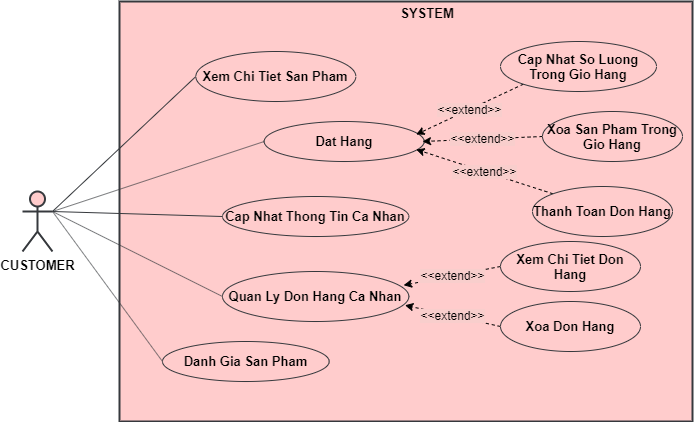 SYSTEM
Xem Chi Tiet San Pham
Cap Nhat So Luong
Trong Gio Hang
<<extend>>
Dat Hang
<<extend>>
Xoa San Pham Trong
Gio Hang
<<extend>>
Thanh Toan Don Hang
CUSTOMER
Cap Nhat Thong Tin Ca Nhan
Quan Ly Don Hang Ca Nhan
<<extend>>
Xem Chi Tiet Don
Hang
<<extend>>
Xoa Don Hang
Danh Gia San Pham